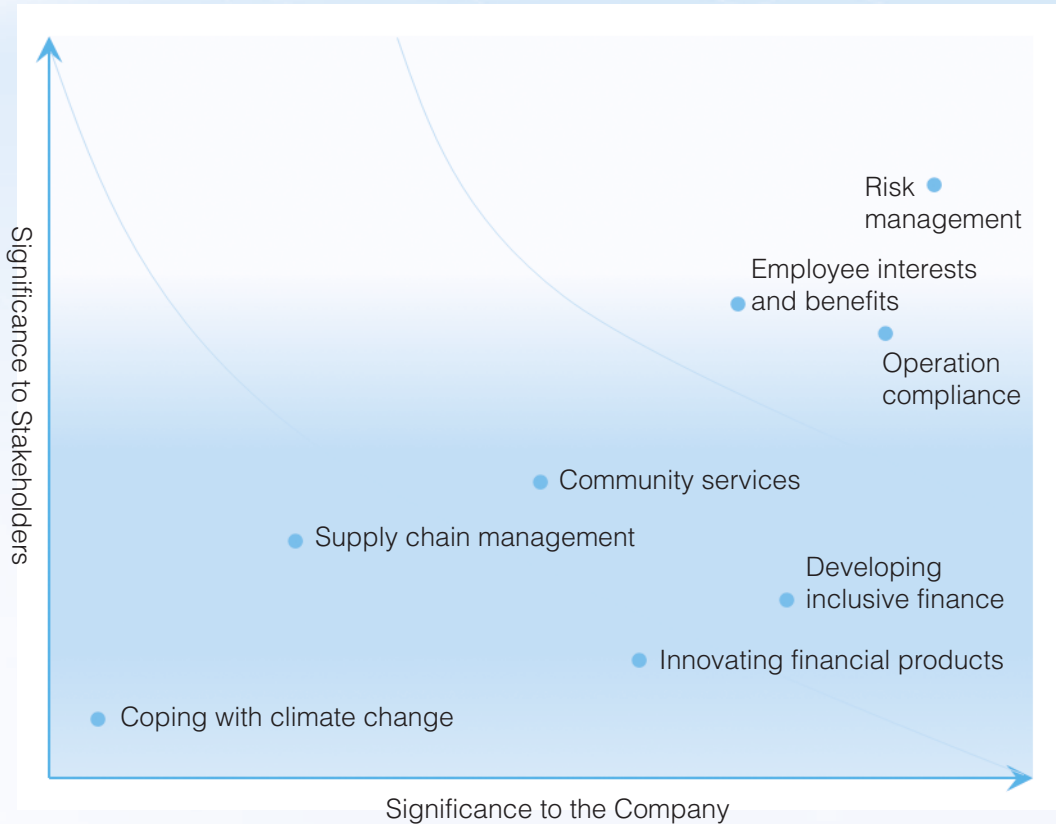 Risk
management
Employee interests
and benefits
Operation
compliance
Significance to Stakeholders
Community services
Supply chain management
Developing
inclusive finance
Innovating financial products
Coping with climate change
Significance to the Company